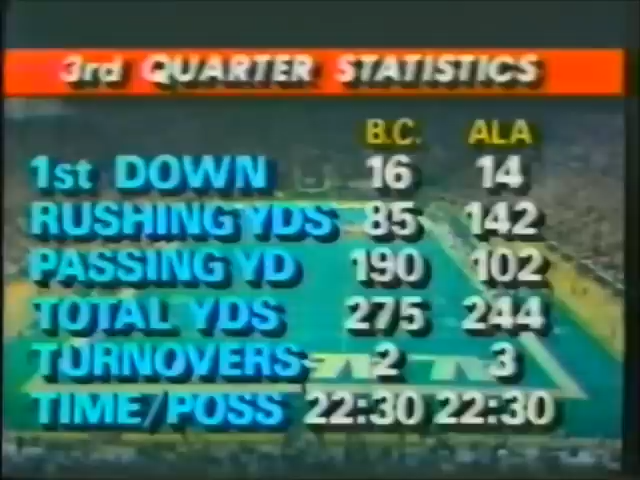 3rd QUARTER STATISTICS
B.C. ALA
1st DOWN 16 14
RUSHING YDS 85 142
PASSING YD 190 102
TOTAL YDS 275 244
TURNOVERS 2 3
TIME/POSS 22:30 22:30